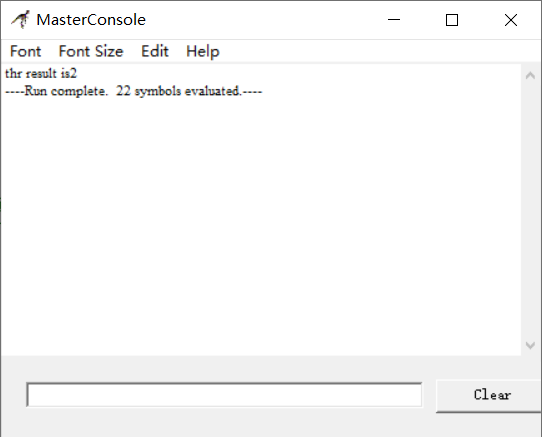 MasterConsole
Font Font Size Edit Help
thr result is2
----Run complete.  22 symbols evaluated.----
Clear